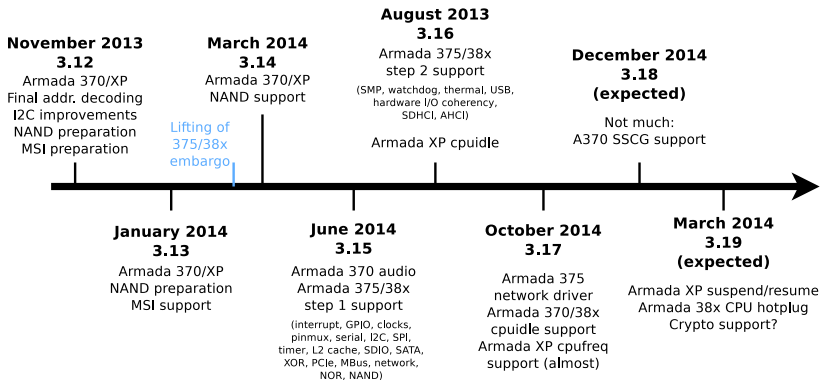 November 2013
3.12
Armada 370/XP
Final addr. decoding
I2C improvements
NAND preparation
MSI preparation
Lifting of
375/38x
embargo
March 2014
3.14
Armada 370/XP
NAND support
August 2013
3.16
Armada 375/38x
step 2 support
(SMP, watchdog, thermal, USB,
hardware I/O coherency,
SDHCI, AHCI)
Armada XP cpuidle
December 2014
3.18
(expected)
Not much:
A370 SSCG support
January 2014
3.13
Armada 370/XP
NAND preparation
MSI support
June 2014
3.15
Armada 370 audio
Armada 375/38x
step 1 support
(interrupt, GPIO, clocks,
pinmux, serial, I2C, SPI,
timer, L2 cache, SDIO, SATA,
XOR, PCIe, MBus, network,
NOR, NAND)
October 2014
3.17
Armada 375
network driver
Armada 370/38x
cpuidle support
Armada XP cpufreq
support (almost)
March 2014
3.19
(expected)
Armada XP suspend/resume
Armada 38x CPU hotplug
Crypto support?